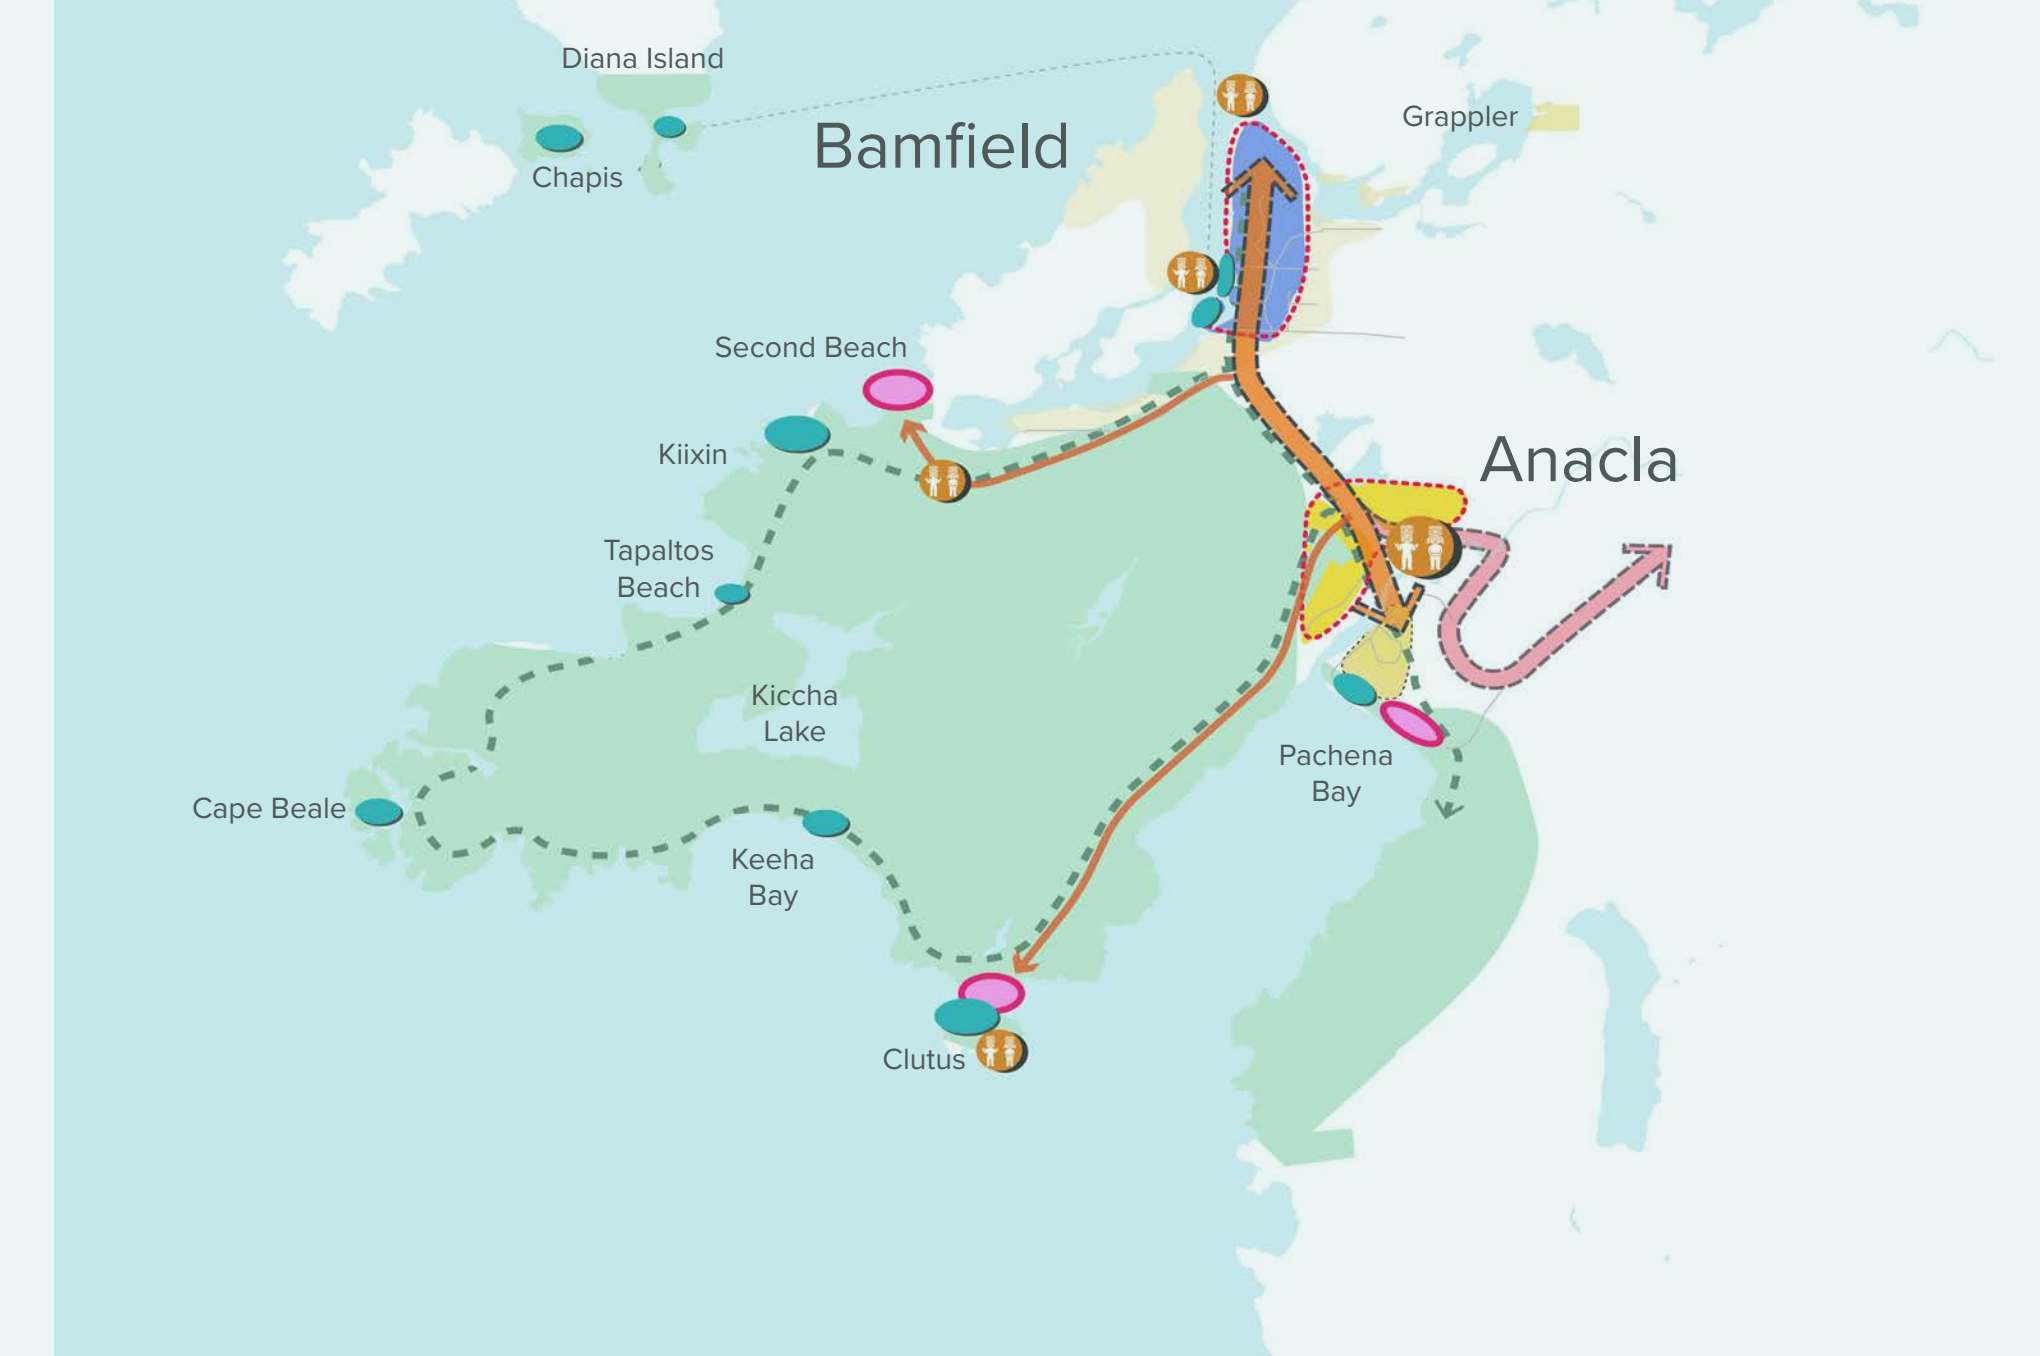 Diana Island
Bamfield
Grappler
Chapis
Second Beach
Kiixin
Anacla
Tapaltos
Beach
Kiccha
Lake
Pachena
Bay
Cape Beale
Keeha
Bay
Clutus